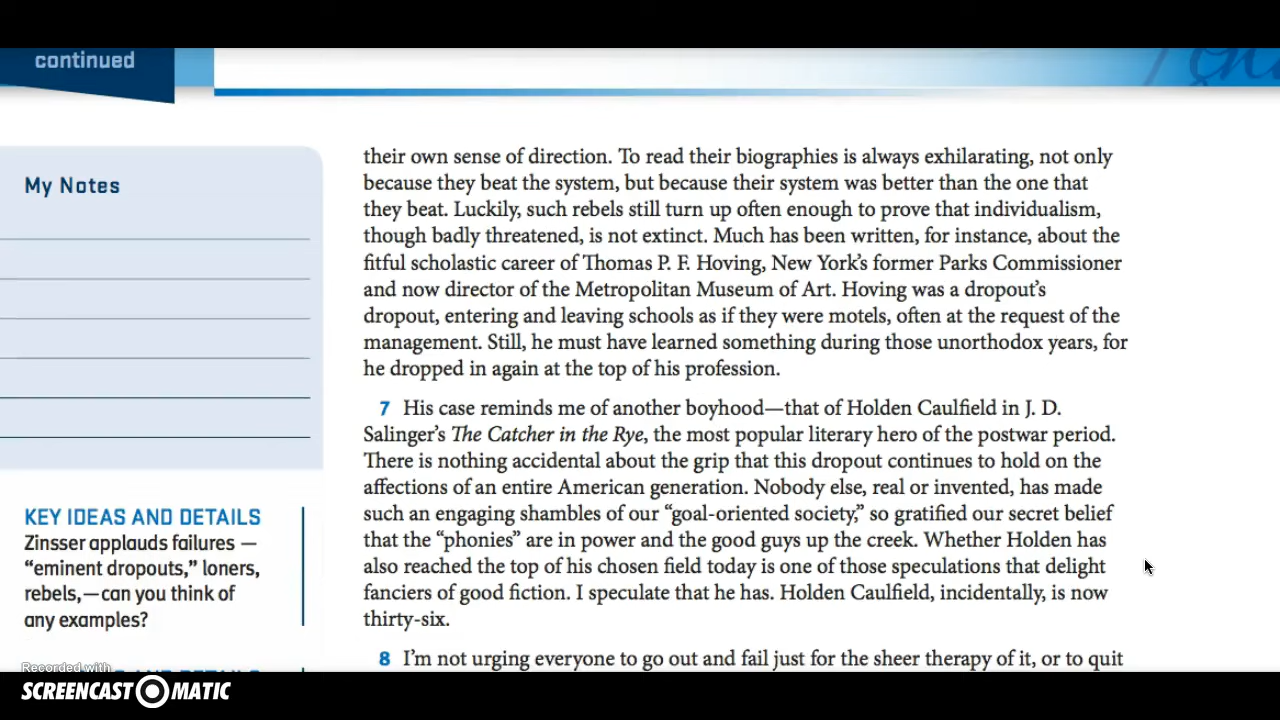 continued
their own sense of direction. To read their biographies is always exhilarating, not only
because they beat the system, but because their system was better than the one that
they beat. Luckily, such rebels still turn up often enough to prove that individualism,
though badly threatened, is not extinct. Much has been written, for instance, about the
fitful scholastic career of Thomas P. F. Hoving, New York's former Parks Commissioner
and now director of the Metropolitan Museum of Art. Hoving was a dropout's
dropout, entering and leaving schools as if they were motels, often at the request of the
management. Still, he must have learned something during those unorthodox years, for
he dropped in again at the top of his profession.
7 His case reminds me of another boyhood—that of Holden Caulfield in J. D.
Salinger's The Catcher in the Rye, the most popular literary hero of the postwar period.
There is nothing accidental about the grip that this dropout continues to hold on the
affections of an entire American generation. Nobody else, real or invented, has made
such an engaging shambles of our “goal-oriented society,” so gratified our secret belief
that the “phonies” are in power and the good guys up the creek. Whether Holden has
also reached the top of his chosen field today is one of those speculations that delight
fanciers of good fiction. I speculate that he has. Holden Caulfield, incidentally, is now
thirty-six.
8 I'm not urging everyone to go out and fail just for the sheer therapy of it, or to quit
My Notes
KEY IDEAS AND DETAILS
Zinsser applauds failures —
“eminent dropouts,” loners,
rebels,—can you think of
any examples?
Recorded with
SCREENCAST MATIC